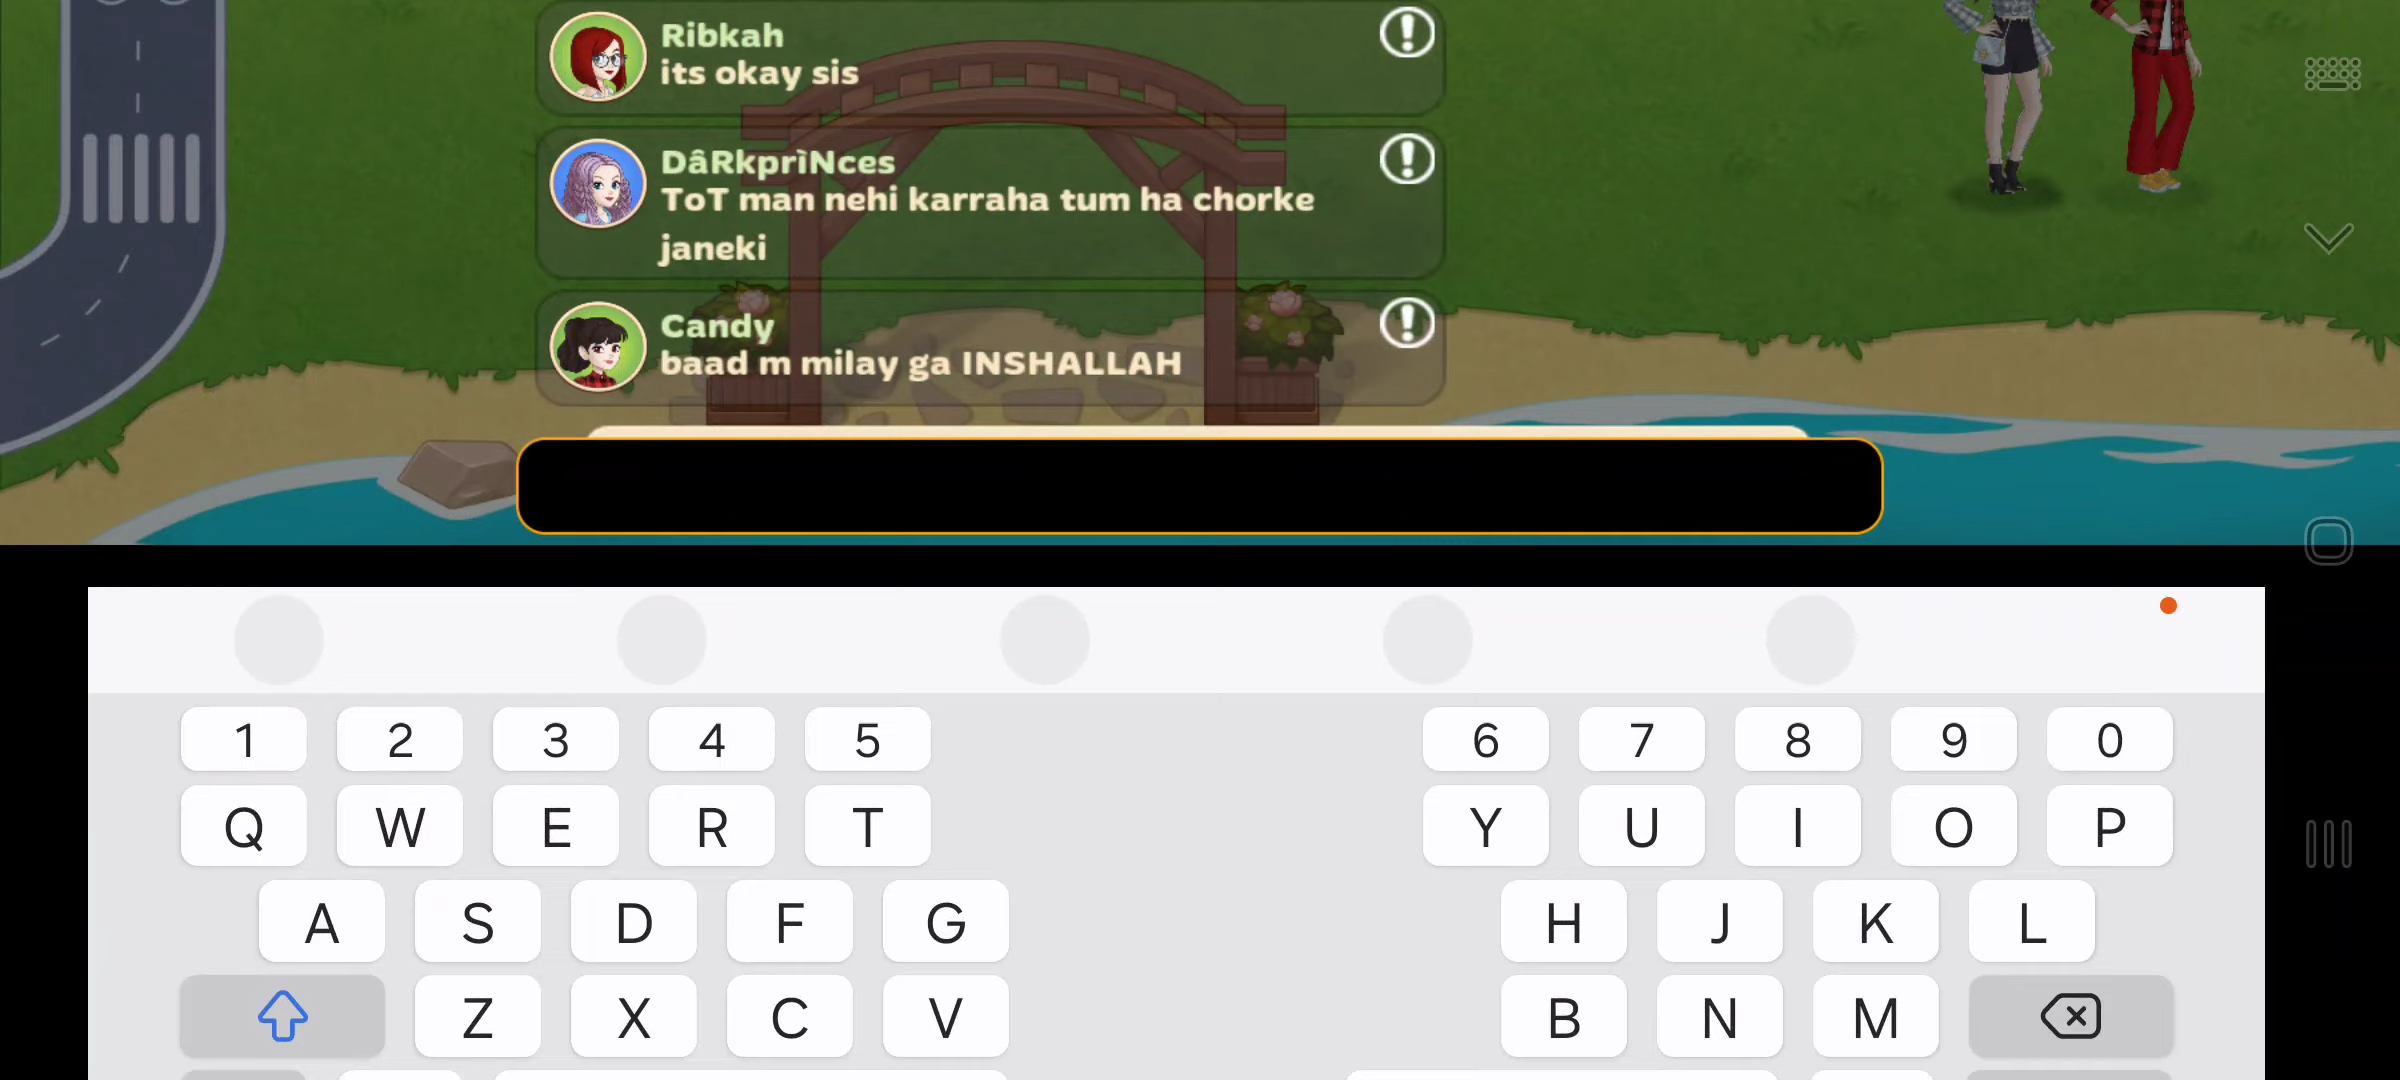 Ribkah
its okay sis
DâRkprìNces
ToT man nehi karraha tum ha chorke
janeki
Candy
baad m milay ga INSHALLAH
1 2 3 4 5 6 7 8 9 0
Q W E R T Y U I O P
A S D F G H J K L
Z X C V B N M